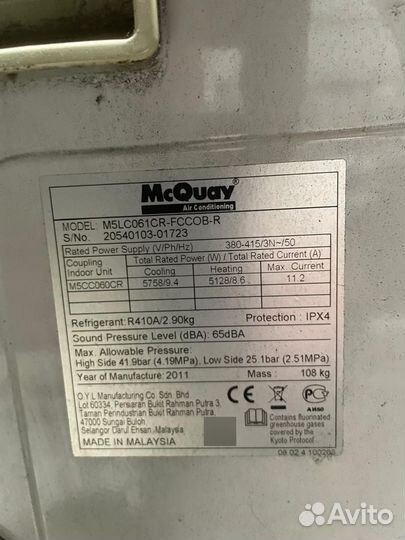 McQuay
Air Conditioning
MODEL: M5LC061CR-FCCOB-R
S/No. 20540103-01723
Rated Power Supply (V/Ph/Hz) 380-415/3N~/50
Coupling Indoor Unit Total Rated Power (W) / Total Rated Current (A)
Cooling Heating Max. Current
M5CC060CR 5758/9.4 5128/8.6 11.2
Refrigerant:R410A/2.90kg Protection : IPX4
Sound Pressure Level (dBA): 65dBA
Max. Allowable Pressure:
High Side 41.9bar (4.19MPa), Low Side 25.1bar (2.51MPa)
Year of Manufacture: 2011 Mass : 108 kg
O.Y.L Manufacturing Co. Sdn Bhd
Lot 60334, Persiaran Bukit Rahman Putra 3,
Taman Perindustrian Bukit Rahman Putra,
47000 Sungai Buloh,
Selangor Darul Ehsan, Malaysia
MADE IN MALAYSIA
CE
Contains fluorinated
greenhouse gases
covered by the
Kyoto Protocol
Avito